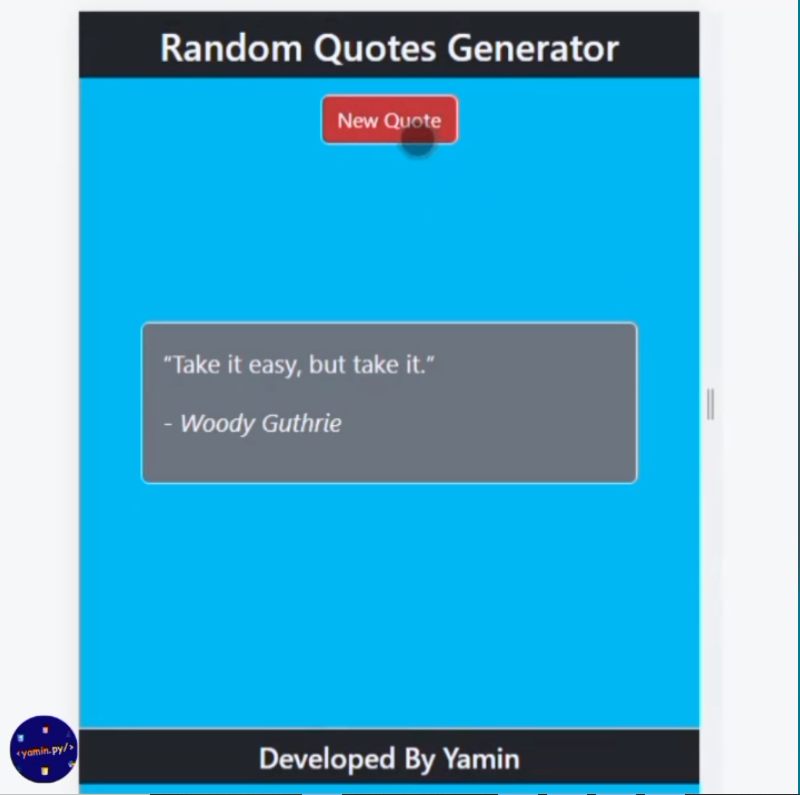 Random Quotes Generator
New Quote
“Take it easy, but take it.”
- Woody Guthrie
Developed By Yamin
<yamin.py/>